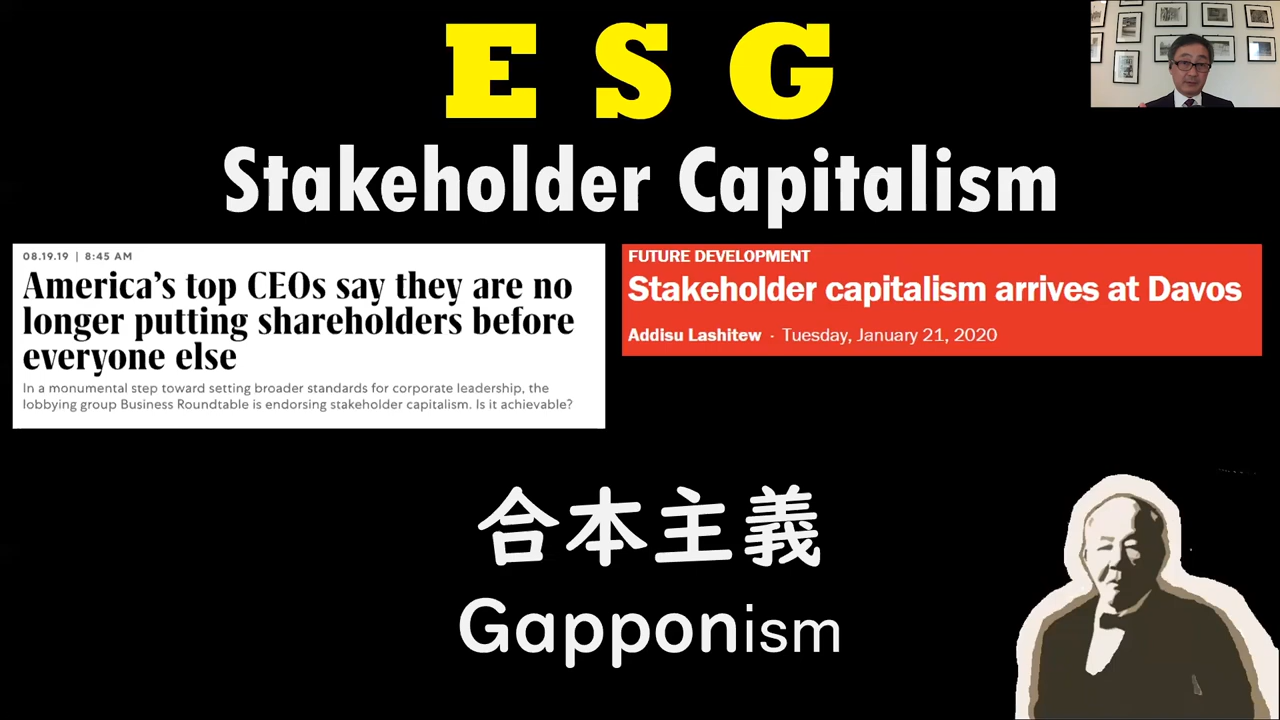 E S G
Stakeholder Capitalism
08.19.19 | 8:45 AM
America's top CEOs say they are no
longer putting shareholders before
everyone else
In a monumental step toward setting broader standards for corporate leadership, the
lobbying group Business Roundtable is endorsing stakeholder capitalism. Is it achievable?
FUTURE DEVELOPMENT
Stakeholder capitalism arrives at Davos
Addisu Lashitew · Tuesday, January 21, 2020
合本主義
Gapponism